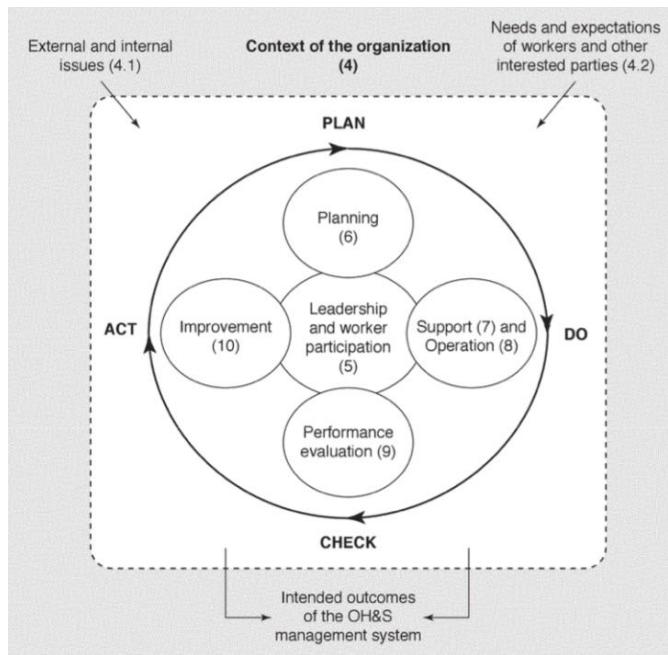 External and internal
issues (4.1)
Context of the organization
(4)
Needs and expectations
of workers and other
interested parties (4.2)
PLAN
Planning
(6)
ACT
Improvement
(10)
Leadership
and worker
participation
(5)
Support (7) and
Operation (8)
DO
Performance
evaluation (9)
CHECK
Intended outcomes
of the OH&S
management system